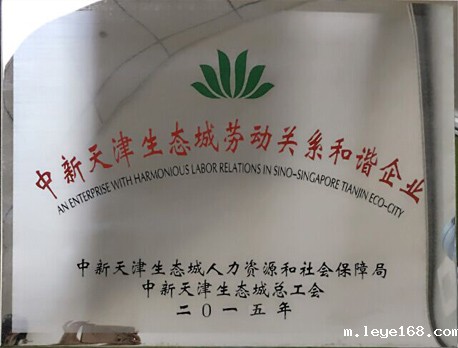 中新天津生态城劳动关系和谐企业
AN ENTERPRISE WITH HARMONIOUS LABOR RELATIONS IN SINO-SINGAPORE TIANJIN ECO-CITY
中新天津生态城人力资源和社会保障局
中新天津生态城总工会
二〇一五年
m.leye168.com